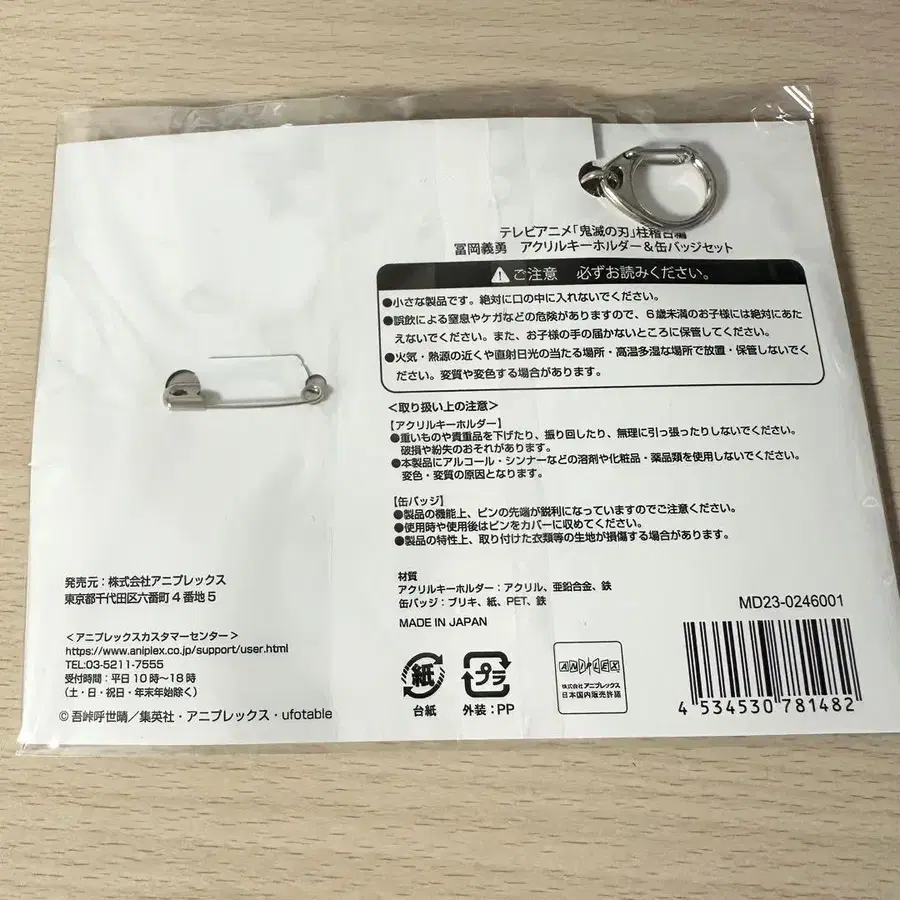 テレビアニメ「鬼滅の刃」柱稽古編
冨岡義勇　アクリルキーホルダー＆缶バッジセット
ご注意　必ずお読みください。
●小さな製品です。絶対に口の中に入れないでください。
●誤飲による窒息やケガなどの危険がありますので、６歳未満のお子様には絶対にあた
えないでください。また、お子様の手の届かないところに保管してください。
●火気・熱源の近くや直射日光の当たる場所・高温多湿な場所で放置・保管しないでく
ださい。変質や変色する場合があります。
＜取り扱い上の注意＞
【アクリルキーホルダー】
●重いものや貴重品を下げたり、振り回したり、無理に引っ張ったりしないでください。
破損や紛失のおそれがあります。
●本製品にアルコール・シンナーなどの溶剤や化粧品・薬品類を使用しないでください。
変色・変質の原因となります。
【缶バッジ】
●製品の機能上、ピンの先端が鋭利になっていますのでご注意ください。
●使用時や使用後はピンをカバーに収めてください。
●製品の特性上、取り付けた衣類等の生地が損傷する場合があります。
材質
アクリルキーホルダー：アクリル、亜鉛合金、鉄
缶バッジ：ブリキ、紙、PET、鉄
MADE IN JAPAN
発売元：株式会社アニプレックス
東京都千代田区六番町４番地５
＜アニプレックスカスタマーセンター＞
https://www.aniplex.co.jp/support/user.html
TEL:03-5211-7555
受付時間：平日１０時～１８時
（土・日・祝日・年末年始除く）
©吾峠呼世晴／集英社・アニプレックス・ufotable
紙
台紙
プラ
外装：PP
ANIPLEX
株式会社アニプレックス
日本国内販売許諾
MD23-0246001
4 534530 781482